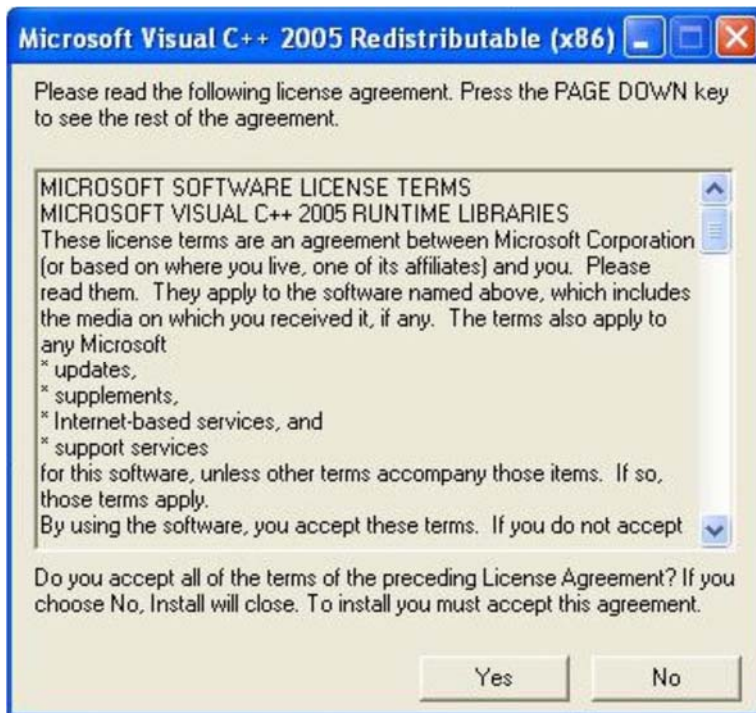 Microsoft Visual C++ 2005 Redistributable (x86)
Please read the following license agreement. Press the PAGE DOWN key
to see the rest of the agreement.
MICROSOFT SOFTWARE LICENSE TERMS
MICROSOFT VISUAL C++ 2005 RUNTIME LIBRARIES
These license terms are an agreement between Microsoft Corporation
(or based on where you live, one of its affiliates) and you.  Please
read them.  They apply to the software named above, which includes
the media on which you received it, if any.  The terms also apply to
any Microsoft
* updates,
* supplements,
* Internet-based services, and
* support services
for this software, unless other terms accompany those items.  If so,
those terms apply.
By using the software, you accept these terms.  If you do not accept
Do you accept all of the terms of the preceding License Agreement? If you
choose No, Install will close. To install you must accept this agreement.
Yes No